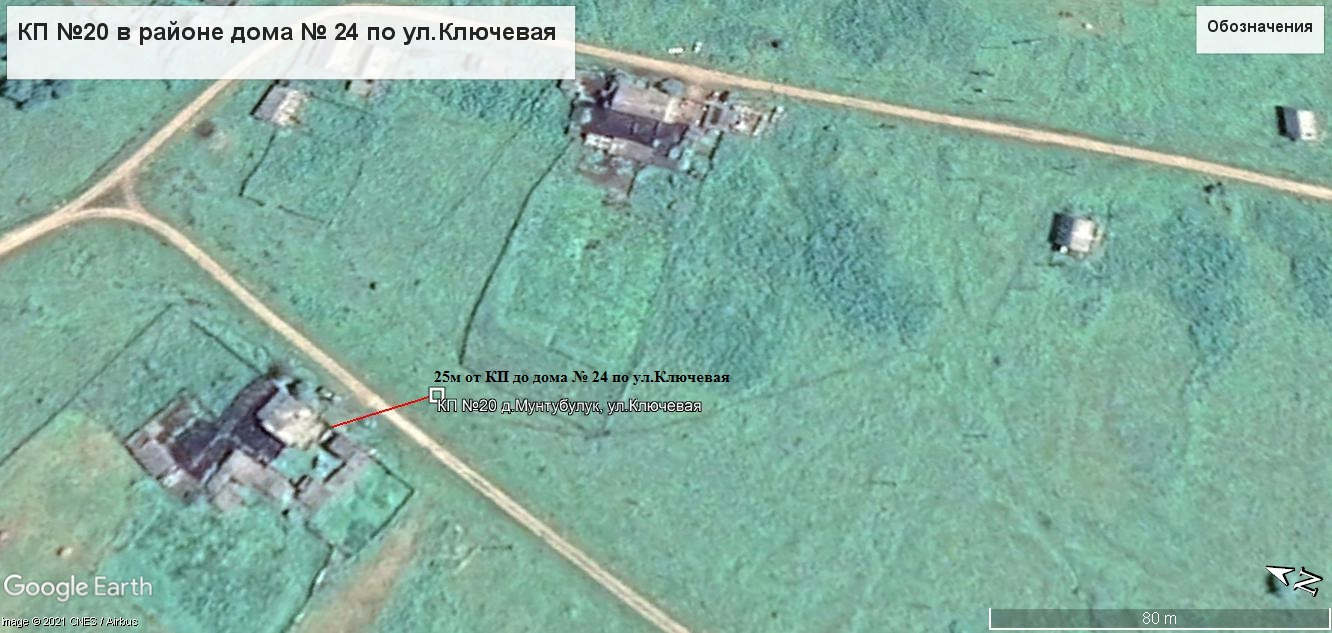 КП №20 в районе дома № 24 по ул.Ключевая
Обозначения
25м от КП до дома № 24 по ул.Ключевая
КП №20 д.Мунтубулук, ул.Ключевая
N
Google Earth
Image © 2021 CNES / Airbus
80 m